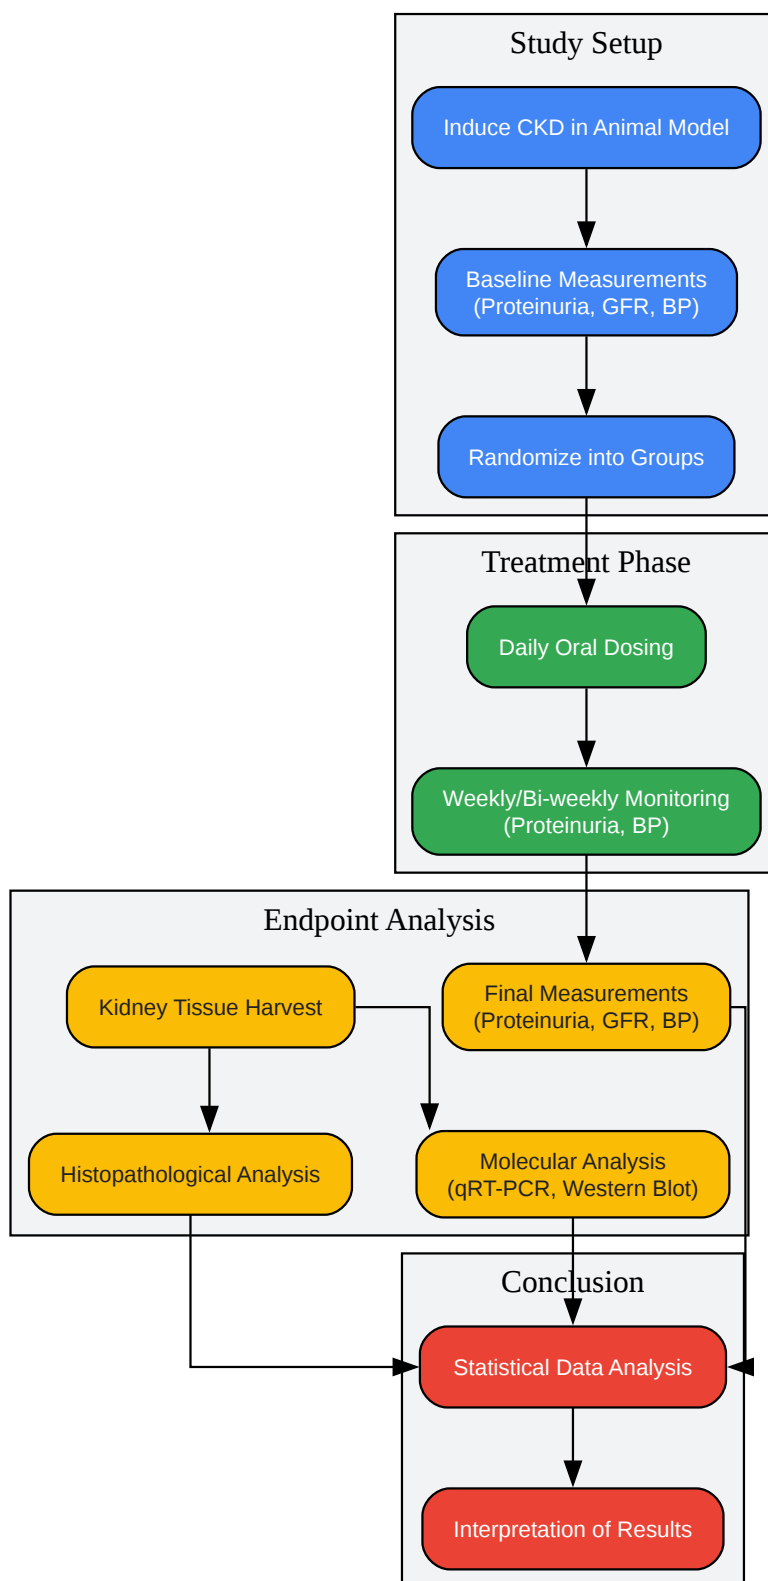 Study Setup
Induce CKD in Animal Model
Baseline Measurements
(Proteinuria, GFR, BP)
Randomize into Groups
Treatment Phase
Daily Oral Dosing
Weekly/Bi-weekly Monitoring
(Proteinuria, BP)
Endpoint Analysis
Kidney Tissue Harvest
Final Measurements
(Proteinuria, GFR, BP)
Histopathological Analysis
Molecular Analysis
(qRT-PCR, Western Blot)
Conclusion
Statistical Data Analysis
Interpretation of Results